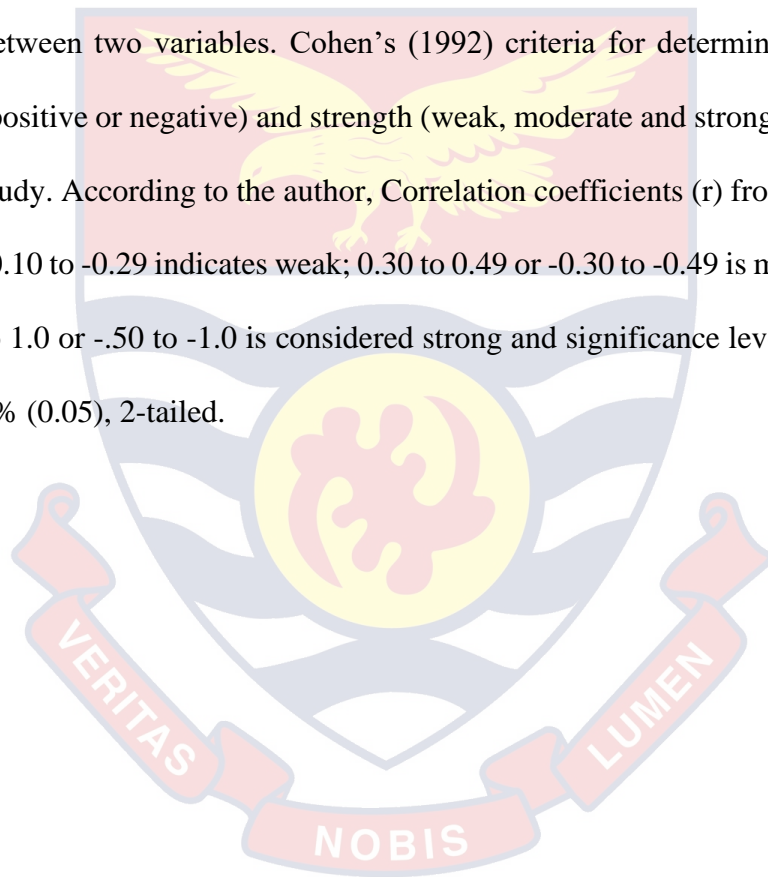 etween two variables. Cohen's (1992) criteria for determin
positive or negative) and strength (weak, moderate and strong
udy. According to the author, Correlation coefficients (r) fro
0.10 to -0.29 indicates weak; 0.30 to 0.49 or -0.30 to -0.49 is m
1.0 or -.50 to -1.0 is considered strong and significance lev
% (0.05), 2-tailed.
VERITAS
NOBIS
LUMEN